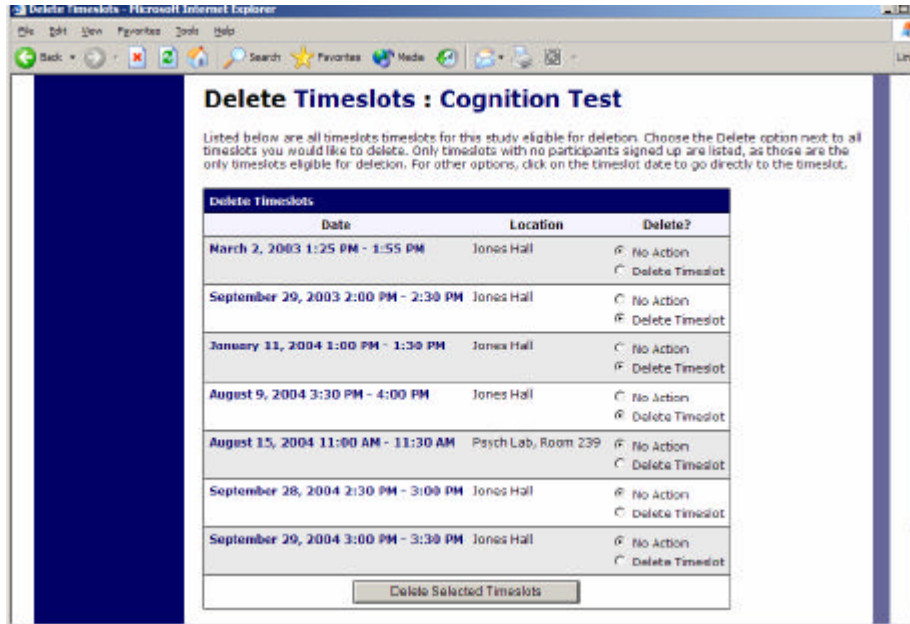 Delete Timeslots - Microsoft Internet Explorer
File Edit View Favorites Tools Help
Back Search Favorites Media
Delete Timeslots : Cognition Test
Listed below are all timeslots timeslots for this study eligible for deletion. Choose the Delete option next to all
timeslots you would like to delete. Only timeslots with no participants signed up are listed, as those are the
only timeslots eligible for deletion. For other options, click on the timeslot date to go directly to the timeslot.
Delete Timeslots
Date Location Delete?
March 2, 2003 1:25 PM - 1:55 PM Jones Hall No Action
Delete Timeslot
September 29, 2003 2:00 PM - 2:30 PM Jones Hall No Action
Delete Timeslot
January 11, 2004 1:00 PM - 1:30 PM Jones Hall No Action
Delete Timeslot
August 9, 2004 3:30 PM - 4:00 PM Jones Hall No Action
Delete Timeslot
August 15, 2004 11:00 AM - 11:30 AM Psych Lab, Room 239 No Action
Delete Timeslot
September 28, 2004 2:30 PM - 3:00 PM Jones Hall No Action
Delete Timeslot
September 29, 2004 3:00 PM - 3:30 PM Jones Hall No Action
Delete Timeslot
Delete Selected Timeslots